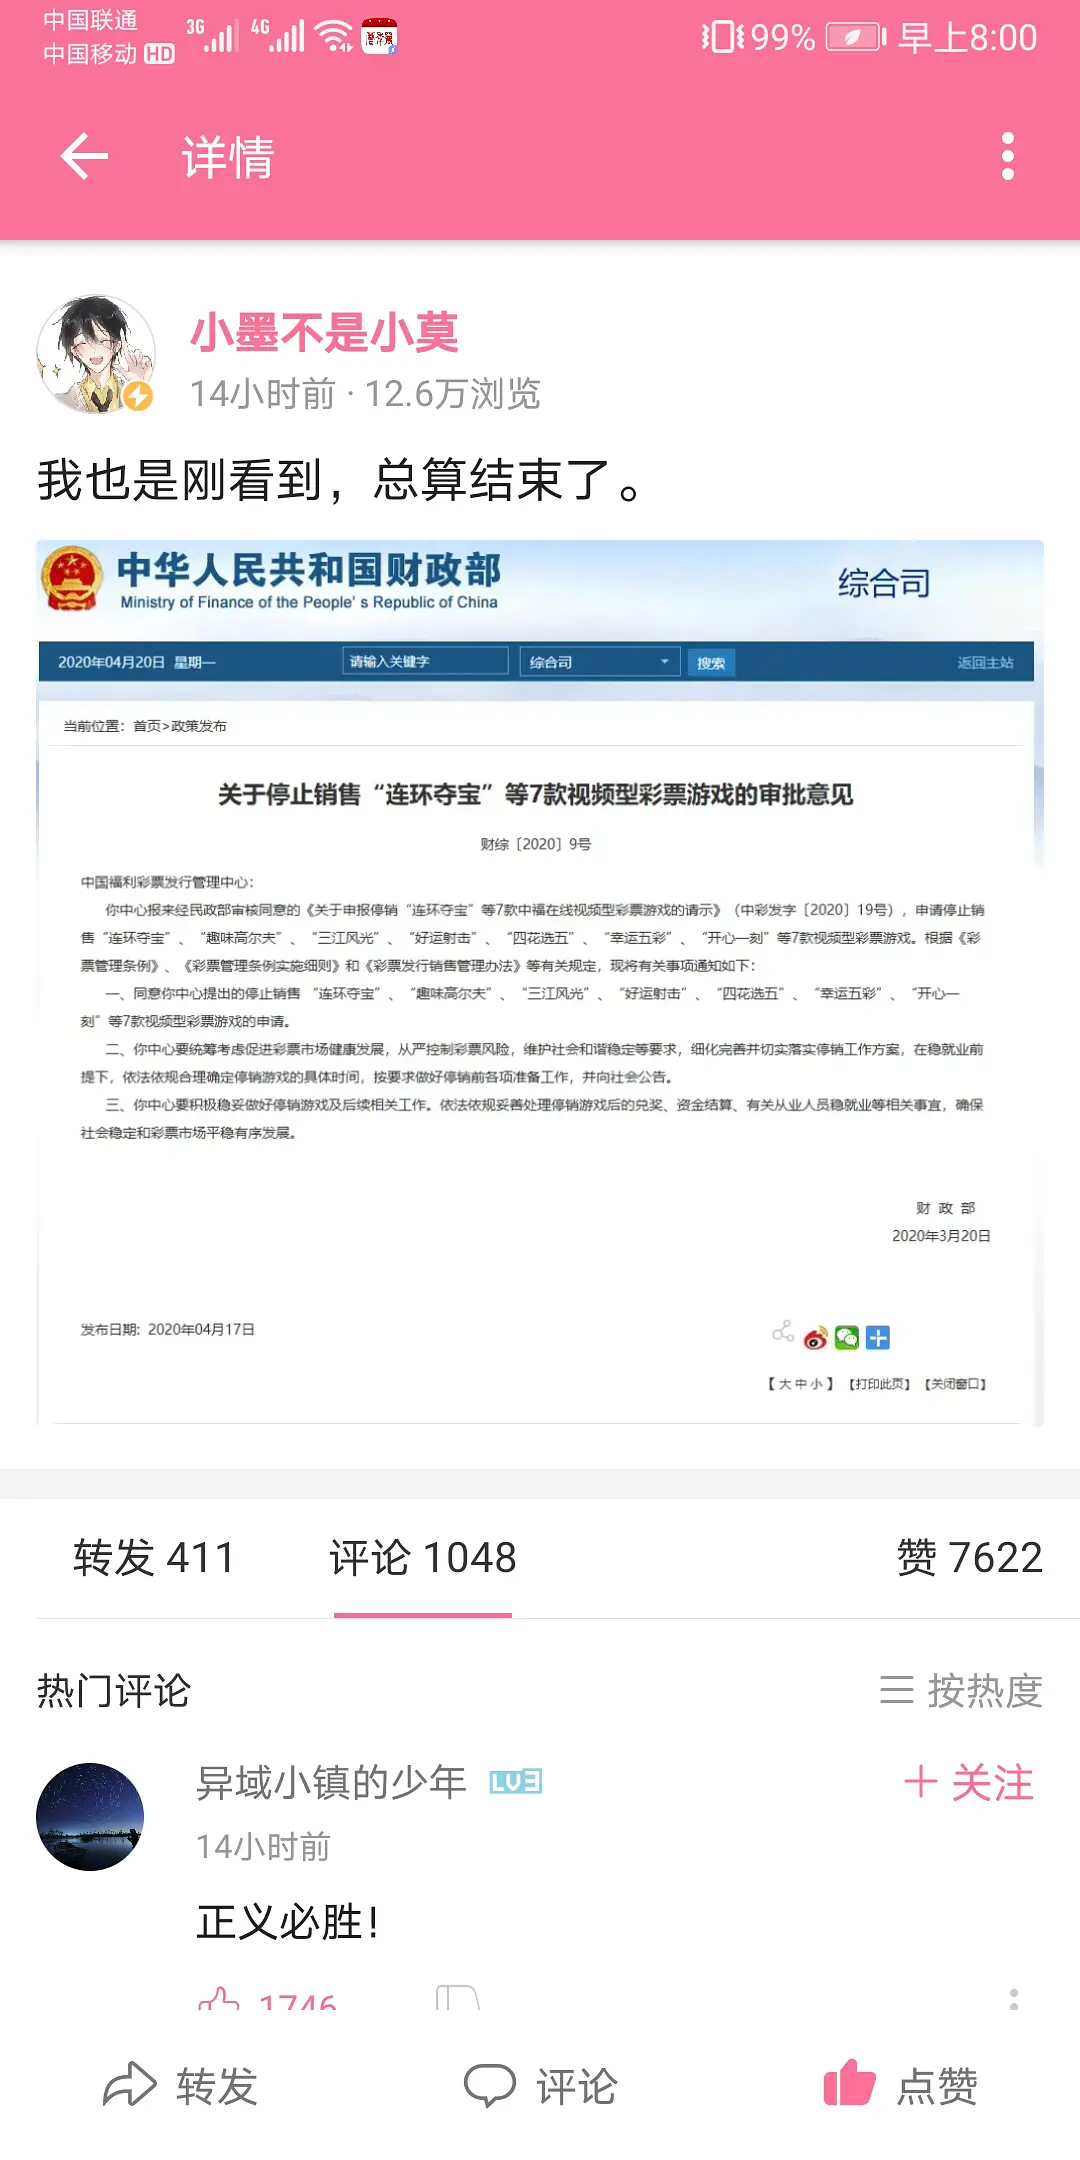 中国联通
中国移动 HD
3G 4G 99% 早上8:00
详情
小墨不是小莫
14小时前 · 12.6万浏览
我也是刚看到，总算结束了。
中华人民共和国财政部
Ministry of Finance of the People' s Republic of China
综合司
2020年04月20日 星期一 请输入关键字 综合司 搜索 返回主站
当前位置：首页>政策发布
关于停止销售“连环夺宝”等7款视频型彩票游戏的审批意见
财综〔2020〕9号
中国福利彩票发行管理中心：
你中心报来经民政部审核同意的《关于申报停销“连环夺宝”等7款中福在线视频型彩票游戏的请示》（中彩发字〔2020〕19号），申请停止销
售“连环夺宝”、“趣味高尔夫”、“三江风光”、“好运射击”、“四花选五”、“幸运五彩”、“开心一刻”等7款视频型彩票游戏。根据《彩
票管理条例》、《彩票管理条例实施细则》和《彩票发行销售管理办法》等有关规定，现将有关事项通知如下：
一、同意你中心提出的停止销售 “连环夺宝”、“趣味高尔夫”、“三江风光”、“好运射击”、“四花选五”、“幸运五彩”、“开心一
刻”等7款视频型彩票游戏的申请。
二、你中心要统筹考虑促进彩票市场健康发展，从严控制彩票风险，维护社会和谐稳定等要求，细化完善并切实落实停销工作方案，在稳就业前
提下，依法依规合理确定停销游戏的具体时间，按要求做好停销前各项准备工作，并向社会公告。
三、你中心要积极稳妥做好停销游戏及后续相关工作。依法依规妥善处理停销游戏后的兑奖、资金结算、有关从业人员稳就业等相关事宜，确保
社会稳定和彩票市场平稳有序发展。
财 政 部
2020年3月20日
发布日期：2020年04月17日
【大 中 小】 【打印此页】 【关闭窗口】
转发 411 评论 1048 赞 7622
热门评论 按热度
异域小镇的少年 LV3 + 关注
14小时前
正义必胜！
1746
转发 评论 点赞